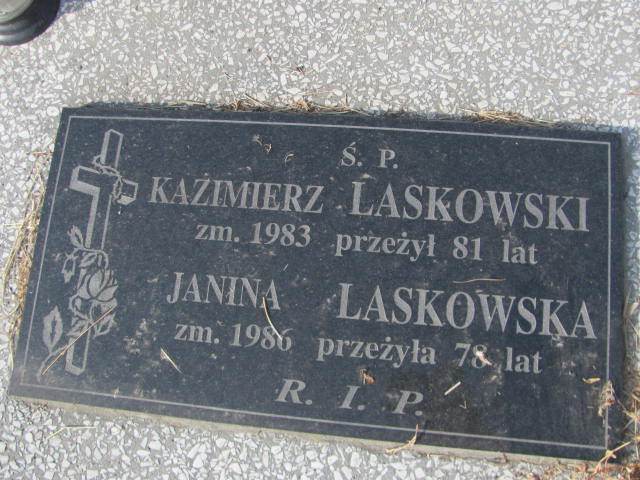 Ś. P.
KAZIMIERZ LASKOWSKI
zm. 1983 przeżył 81 lat
JANINA LASKOWSKA
zm. 1986 przeżyła 78 lat
R. I. P.